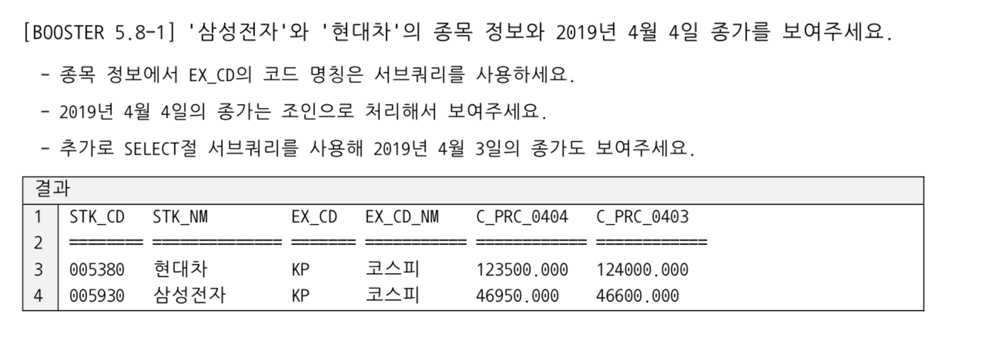 [BOOSTER 5.8-1] '삼성전자'와 '현대차'의 종목 정보와 2019년 4월 4일 종가를 보여주세요.
- 종목 정보에서 EX_CD의 코드 명칭은 서브쿼리를 사용하세요.
- 2019년 4월 4일의 종가는 조인으로 처리해서 보여주세요.
- 추가로 SELECT절 서브쿼리를 사용해 2019년 4월 3일의 종가도 보여주세요.
결과
1 STK_CD STK_NM EX_CD EX_CD_NM C_PRC_0404 C_PRC_0403
2 ======== ============== ======= =========== ============ ============
3 005380 현대차 KP 코스피 123500.000 124000.000
4 005930 삼성전자 KP 코스피 46950.000 46600.000